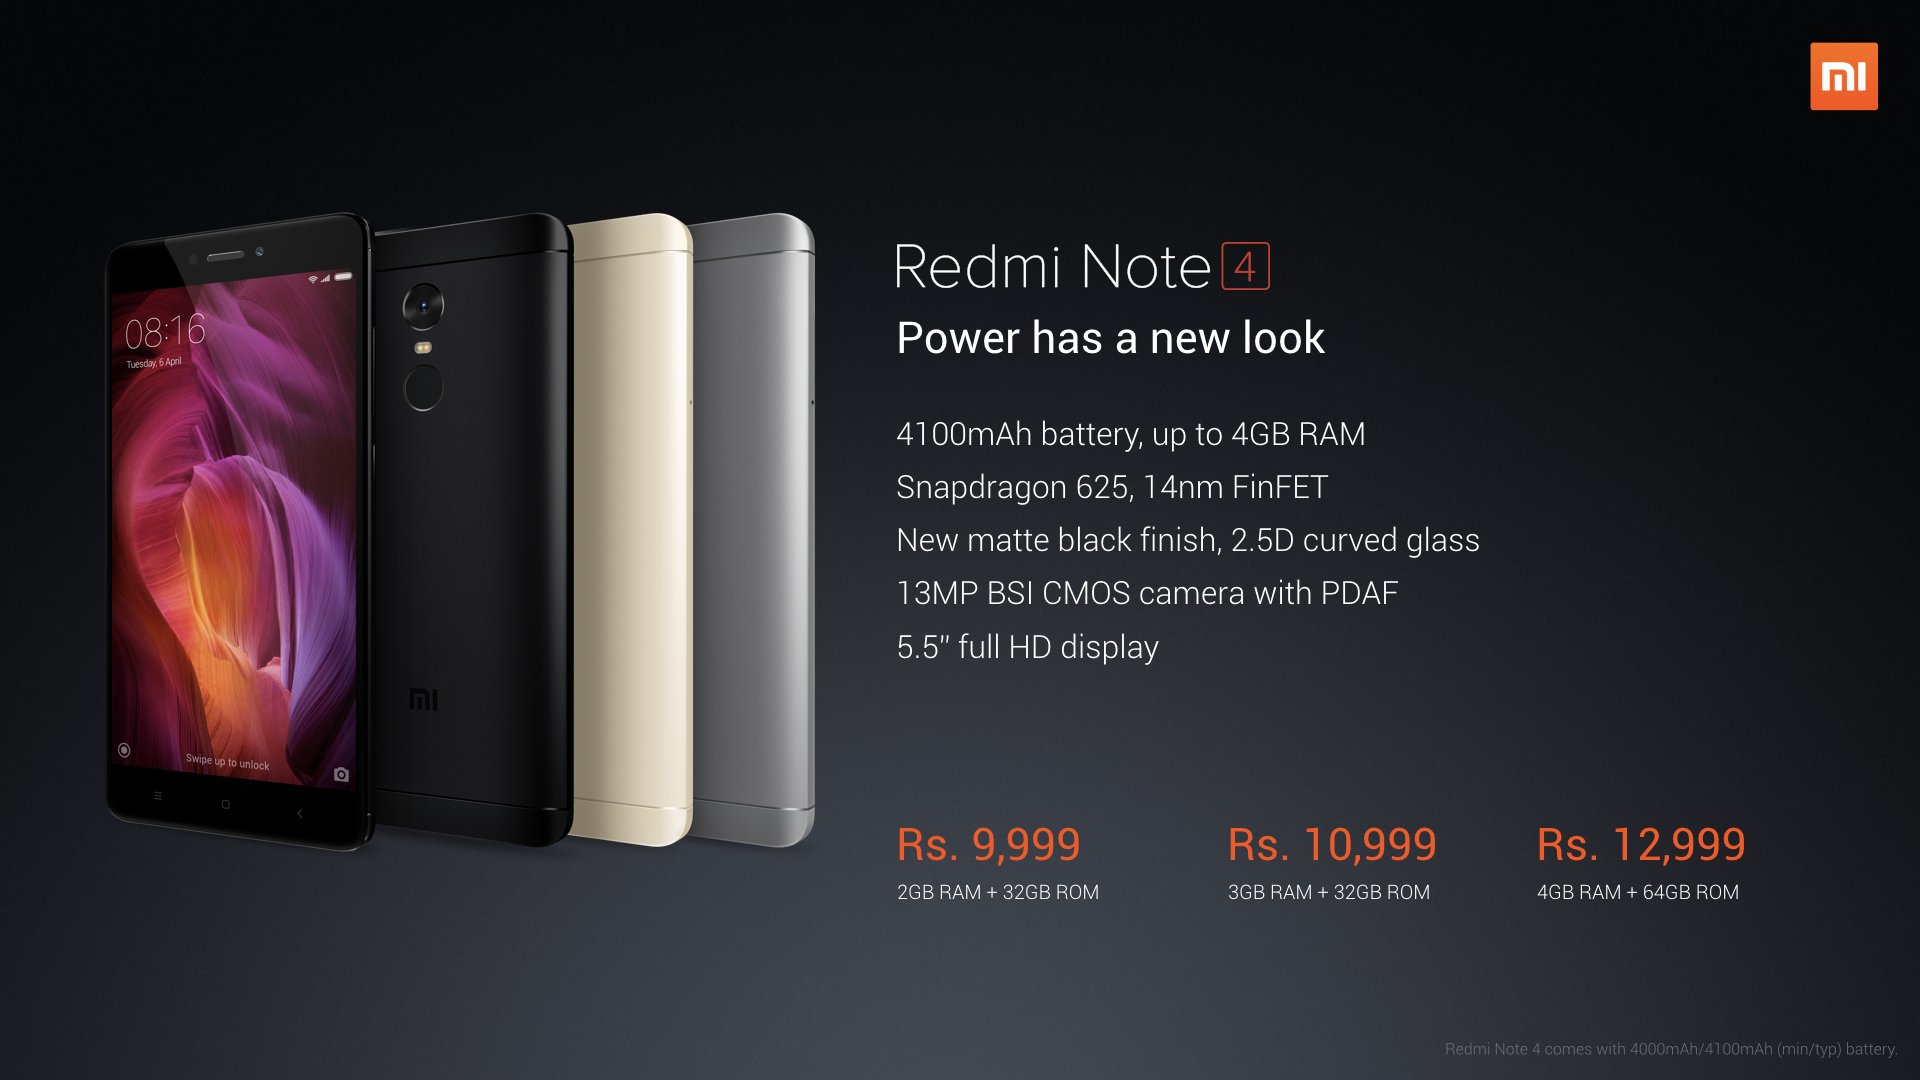 mi
08:16
Tuesday, 6 April
Swipe up to unlock
mi
Redmi Note 4
Power has a new look
4100mAh battery, up to 4GB RAM
Snapdragon 625, 14nm FinFET
New matte black finish, 2.5D curved glass
13MP BSI CMOS camera with PDAF
5.5" full HD display
Rs. 9,999
2GB RAM + 32GB ROM
Rs. 10,999
3GB RAM + 32GB ROM
Rs. 12,999
4GB RAM + 64GB ROM
Redmi Note 4 comes with 4000mAh/4100mAh (min/typ) battery.